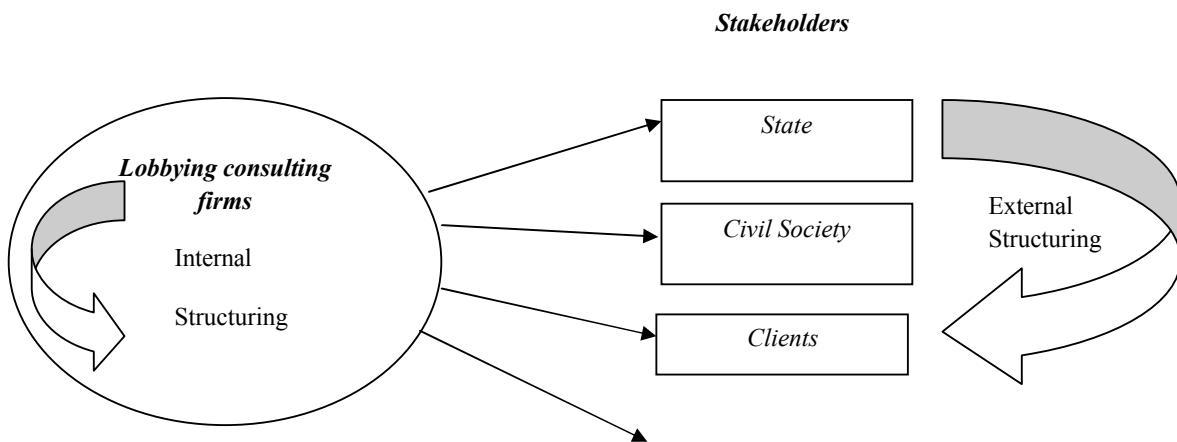 Stakeholders
State
Lobbying consulting
firms
Internal
Structuring
Civil Society
External
Structuring
Clients